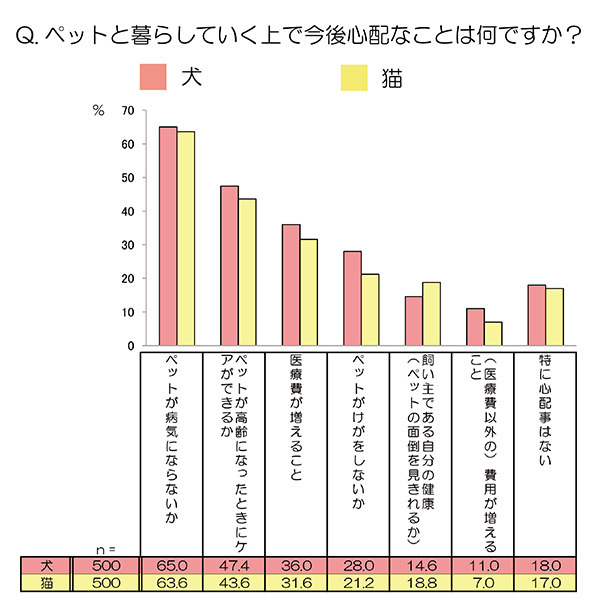 Q. ペットと暮らしていく上で今後心配なことは何ですか？
犬
猫
%
70
60
50
40
30
20
10
0
ペットが病気にならないか
ペットが高齢になったときにケ
アができるか
医療費が増えること
ペットがけがをしないか
飼い主である自分の健康
（ペットの面倒を見きれるか）
（医療費以外の）費用が増える
こと
特に心配事はない
n =
犬 500 65.0 47.4 36.0 28.0 14.6 11.0 18.0
猫 500 63.6 43.6 31.6 21.2 18.8 7.0 17.0